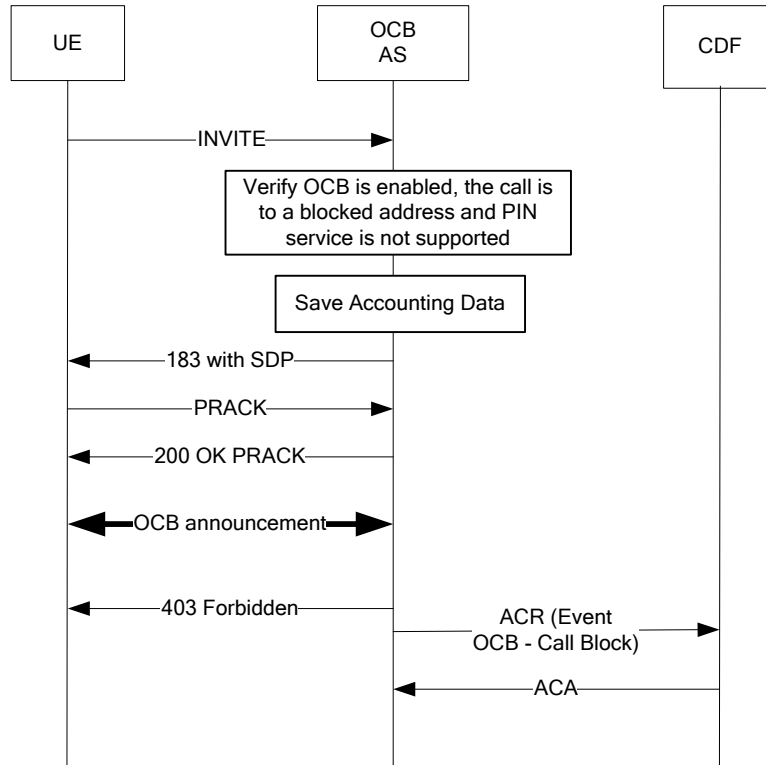 UE
OCB
AS
CDF
INVITE
Verify OCB is enabled, the call is
to a blocked address and PIN
service is not supported
Save Accounting Data
183 with SDP
PRACK
200 OK PRACK
OCB announcement
403 Forbidden
ACR (Event
OCB - Call Block)
ACA